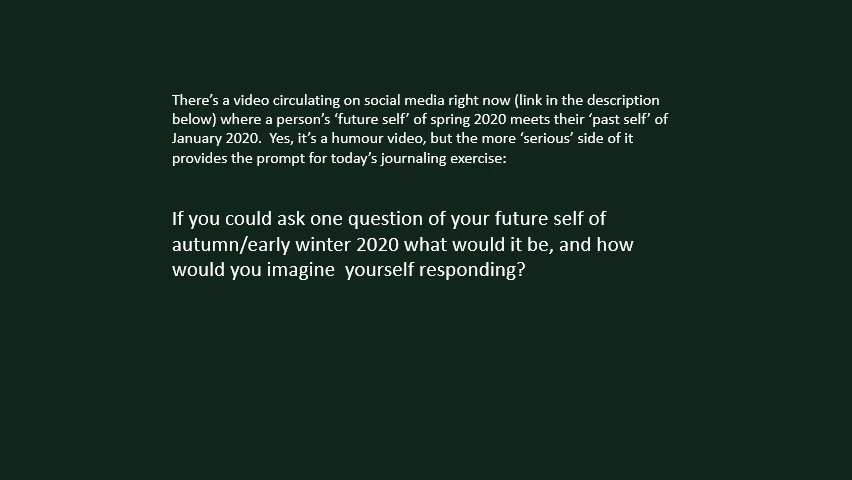 There’s a video circulating on social media right now (link in the description
below) where a person’s ‘future self’ of spring 2020 meets their ‘past self’ of
January 2020.  Yes, it’s a humour video, but the more ‘serious’ side of it
provides the prompt for today’s journaling exercise:
If you could ask one question of your future self of
autumn/early winter 2020 what would it be, and how
would you imagine  yourself responding?